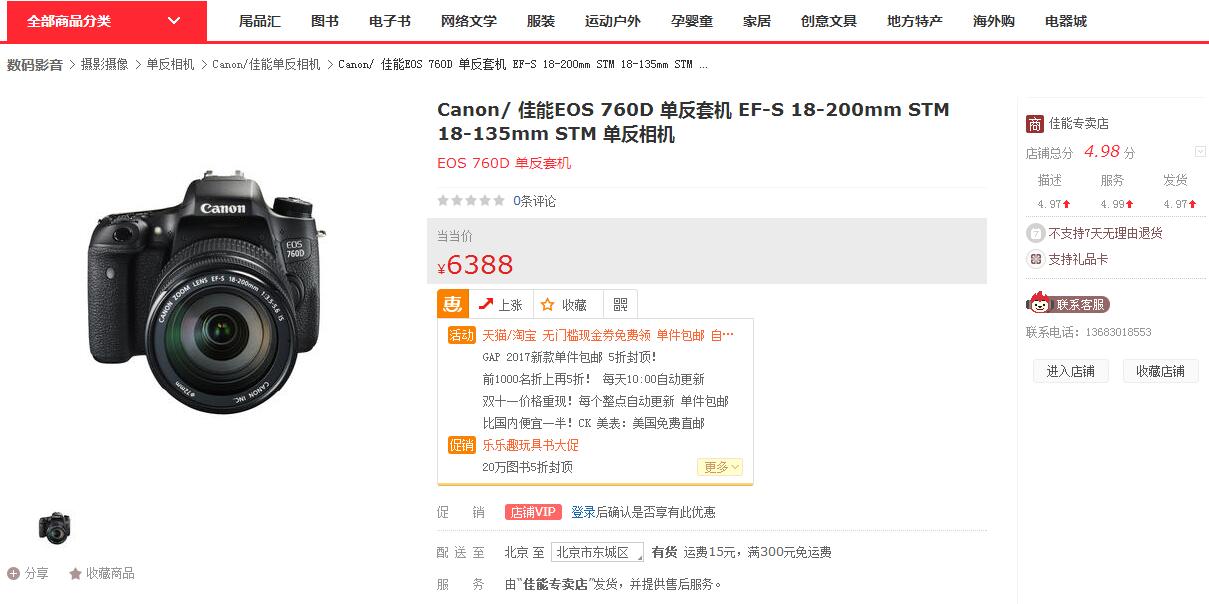 全部商品分类
尾品汇 图书 电子书 网络文学 服装 运动户外 孕婴童 家居 创意文具 地方特产 海外购 电器城
数码影音 > 摄影摄像 > 单反相机 > Canon/佳能单反相机 > Canon/ 佳能EOS 760D 单反套机 EF-S 18-200mm STM 18-135mm STM ...
Canon
EOS
760D
CANON ZOOM LENS EF-S 18-200mm 1:3.5-5.6 IS
CANON INC.
ø72mm
分享 收藏商品
Canon/ 佳能EOS 760D 单反套机 EF-S 18-200mm STM
18-135mm STM 单反相机
EOS 760D 单反套机
0条评论
当当价
¥6388
惠 上涨 收藏
活动 天猫/淘宝 无门槛现金券免费领 单件包邮 自…
GAP 2017新款单件包邮 5折封顶!
前1000名折上再5折! 每天10:00自动更新
双十一价格重现! 每个整点自动更新 单件包邮
比国内便宜一半! CK 美表: 美国免费直邮
促销 乐乐趣玩具书大促
20万图书5折封顶 更多
促 销 店铺VIP 登录后确认是否享有此优惠
配送至 北京 至 北京市东城区 有货 运费15元, 满300元免运费
服 务 由“佳能专卖店”发货, 并提供售后服务。
商 佳能专卖店
店铺总分 4.98 分
描述 服务 发货
4.97 4.99 4.97
7 不支持7天无理由退货
支持礼品卡
联系客服
联系电话: 13683018553
进入店铺 收藏店铺